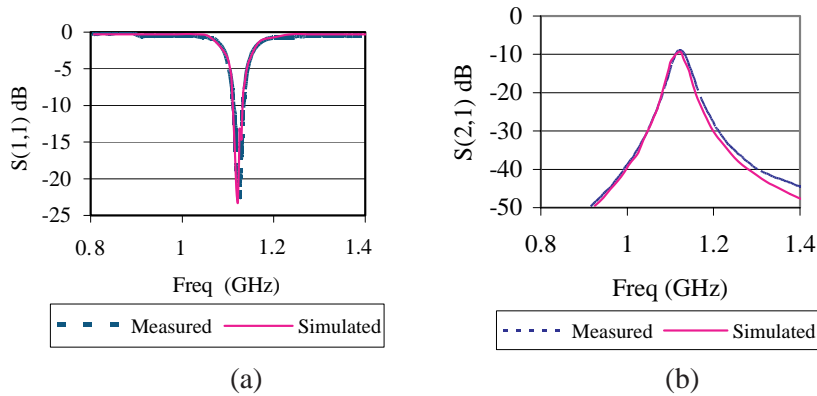 0
-5
-10
-15
-20
-25
S(1,1) dB
0.8 1 1.2 1.4
Freq (GHz)
Measured Simulated
(a)
0
-10
-20
-30
-40
-50
S(2,1) dB
0.8 1 1.2 1.4
Freq (GHz)
Measured Simulated
(b)